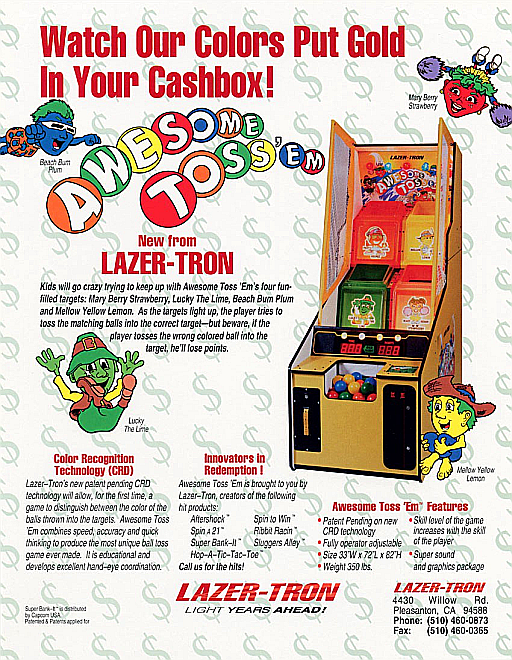 Watch Our Colors Put Gold
In Your Cashbox!
Mary Berry
Strawberry
Beach Bum
Plum
AWESOME
TOSS'EM
LAZER-TRON
AWESOME
TOSS
New from
LAZER-TRON
Kids will go crazy trying to keep up with Awesome Toss 'Em's four fun-
filled targets: Mary Berry Strawberry, Lucky The Lime, Beach Bum Plum
and Mellow Yellow Lemon. As the targets light up, the player tries to
toss the matching balls into the correct target—but beware, if the
player tosses the wrong colored ball into the
target, he'll lose points.
Lucky
The Lime
Mellow Yellow
Lemon
Color Recognition
Technology (CRD)
Lazer-Tron's new patent pending CRD
technology will allow, for the first time, a
game to distinguish between the color of the
balls thrown into the targets. Awesome Toss
'Em combines speed, accuracy and quick
thinking to produce the most unique ball toss
game ever made. It is educational and
develops excellent hand-eye coordination.
Innovators in
Redemption !
Awesome Toss 'Em is brought to you by
Lazer-Tron, creators of the following
hit products:
Aftershock™ Spin to Win™
Spin x 21™ Ribbit Racin™
Super Bank-It™ Sluggers Alley™
Hop-A-Tic-Tac-Toe™
Call us for the hits!
Awesome Toss 'Em' Features
• Patent Pending on new
CRD technology
• Fully operator adjustable
• Size 33"W x 72"L x 82"H
• Weight 350 lbs.
• Skill level of the game
increases with the skill
of the player
• Super sound
and graphics package
Super Bank-It™ is distributed
by Capcom USA.
Patented & Patents applied for
LAZER-TRON
LIGHT YEARS AHEAD!
LAZER-TRON
4430 Willow Rd.
Pleasanton, CA 94588
Phone: (510) 460-0873
Fax: (510) 460-0365